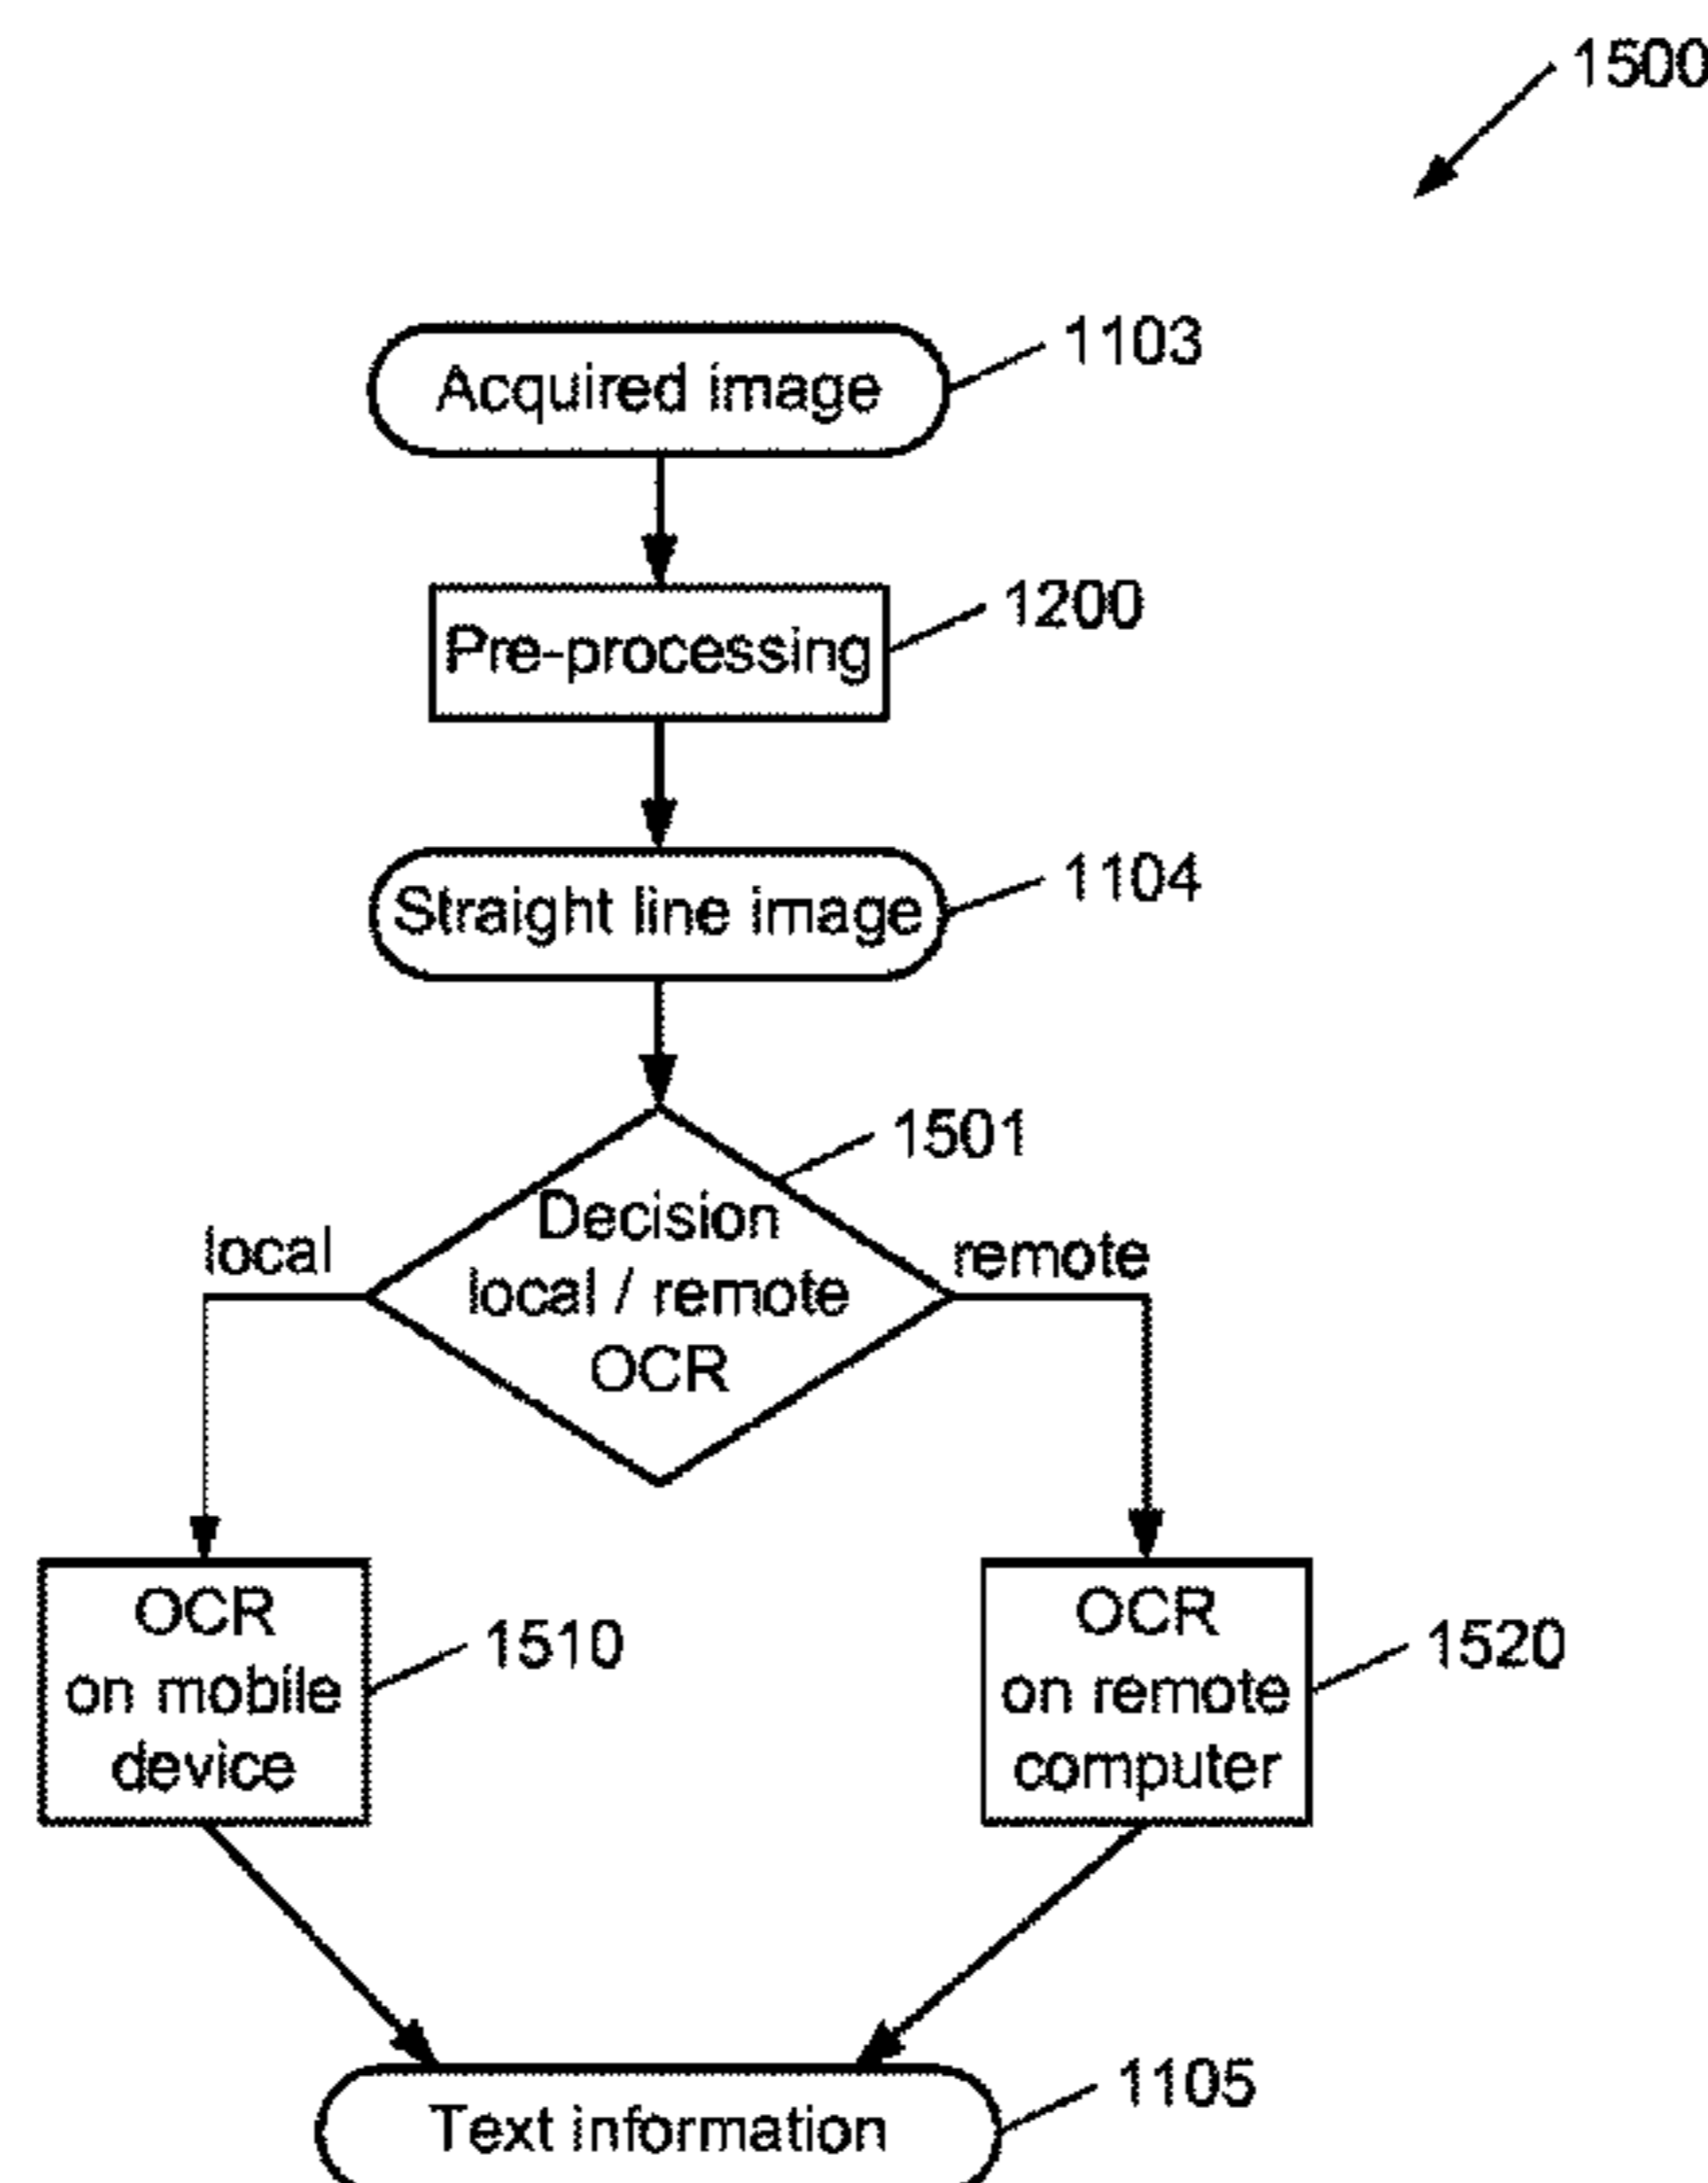 1500
Acquired image
1103
Pre-processing
1200
Straight line image
1104
1501
Decision
local / remote
OCR
local
remote
OCR
on mobile
device
1510
OCR
on remote
computer
1520
1105
Text information